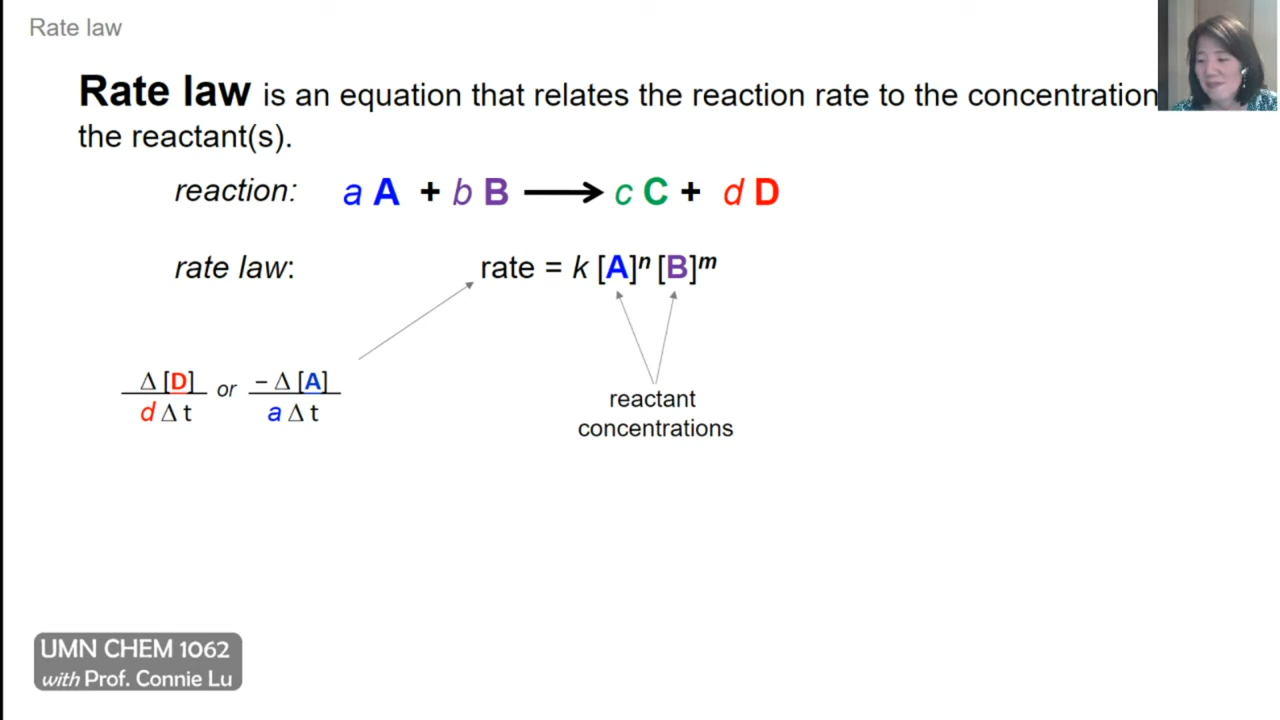 Rate law
Rate law is an equation that relates the reaction rate to the concentration
the reactant(s).
reaction: a A + b B ⟶ c C + d D
rate law: rate = k [A]ⁿ [B]ᵐ
Δ [D] or − Δ [A]
d Δ t a Δ t
reactant
concentrations
UMN CHEM 1062
with Prof. Connie Lu